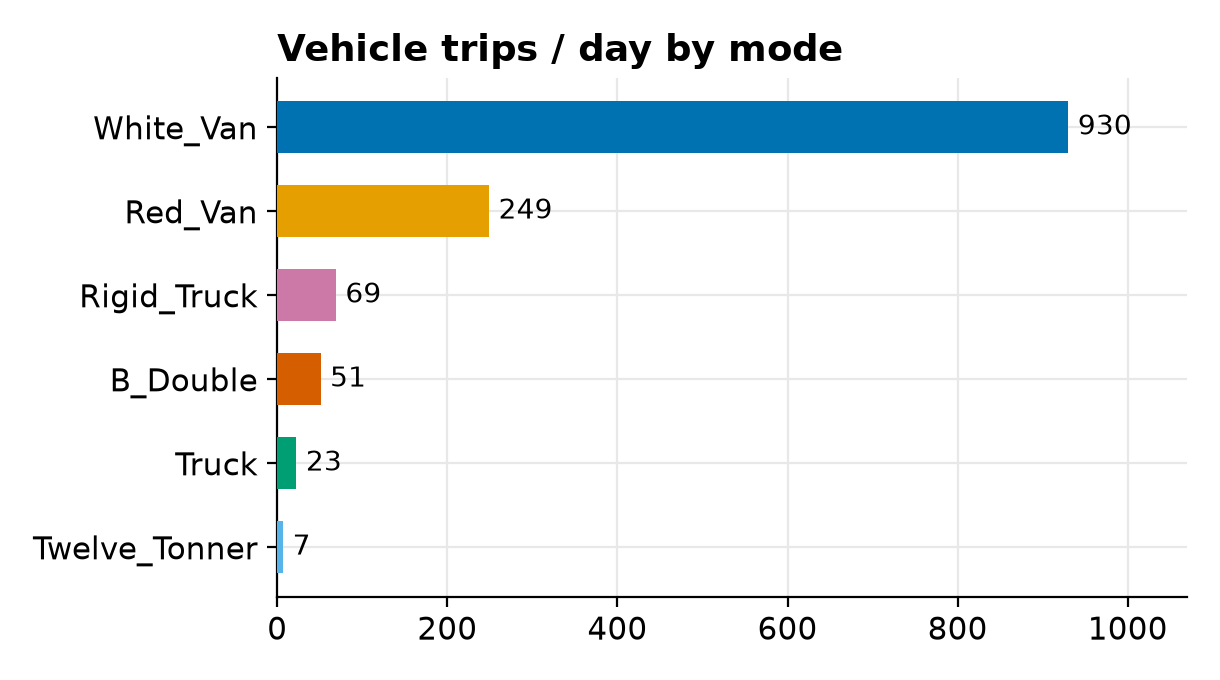 Vehicle trips / day by mode
White_Van 930
Red_Van 249
Rigid_Truck 69
B_Double 51
Truck 23
Twelve_Tonner 7
0 200 400 600 800 1000